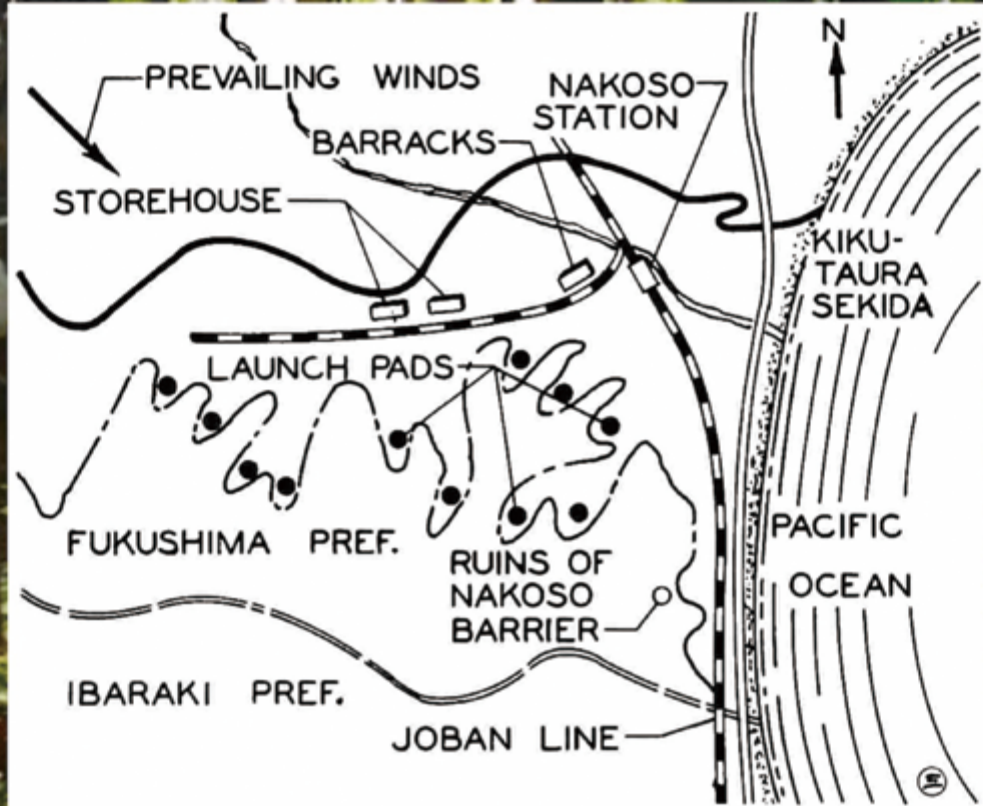 N
PREVAILING WINDS
NAKOSO
STATION
BARRACKS
STOREHOUSE
KIKU-
TAURA
SEKIDA
LAUNCH PADS
FUKUSHIMA PREF.
PACIFIC
OCEAN
RUINS OF
NAKOSO
BARRIER
IBARAKI PREF.
JOBAN LINE